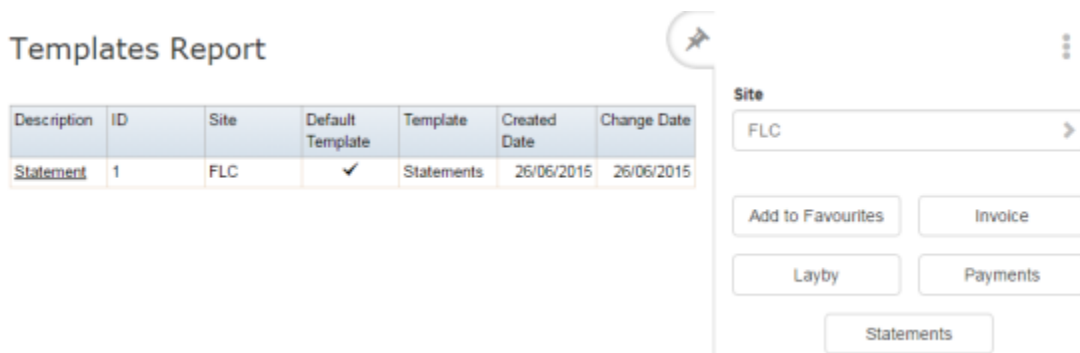 Templates Report
Description ID Site Default Template Template Created Date Change Date
Statement 1 FLC ✓ Statements 26/06/2015 26/06/2015
Site
FLC
Add to Favourites Invoice
Layby Payments
Statements